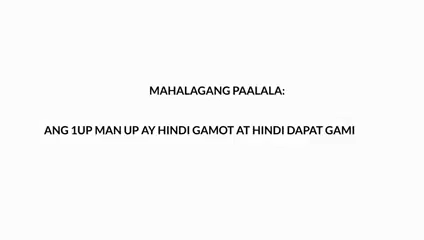 MAHALAGANG PAALALA:
ANG 1UP MAN UP AY HINDI GAMOT AT HINDI DAPAT GAMI